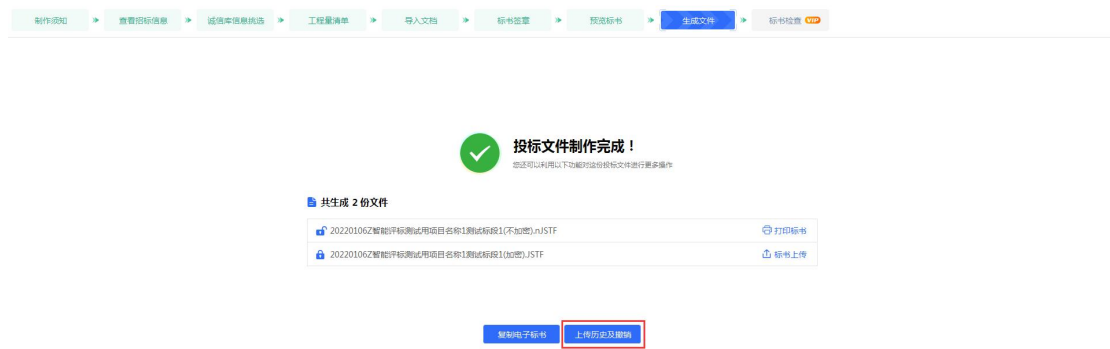 制作须知 查看招标信息 诚信库信息挑选 工程量清单 导入文档 标书签章 预览标书 生成文件 标书检查 VIP
投标文件制作完成！
您还可以利用以下功能对这份投标文件进行更多操作
共生成 2 份文件
20220106Z智能评标测试用项目名称1测试标段1(不加密).nJSTF 打印标书
20220106Z智能评标测试用项目名称1测试标段1(加密).JSTF 标书上传
复制电子标书 上传历史及撤销